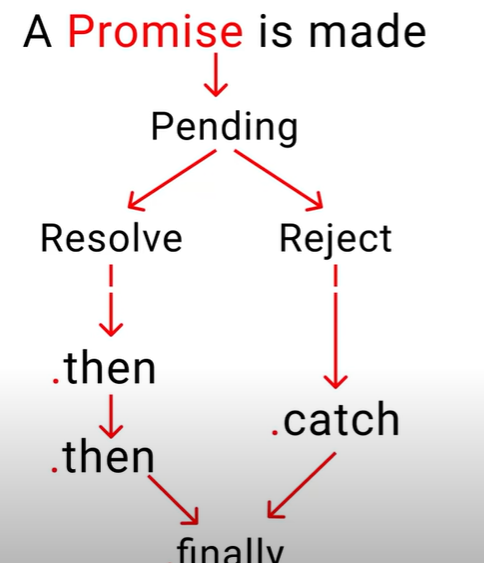 A Promise is made
Pending
Resolve Reject
.then
.catch
.then
finally